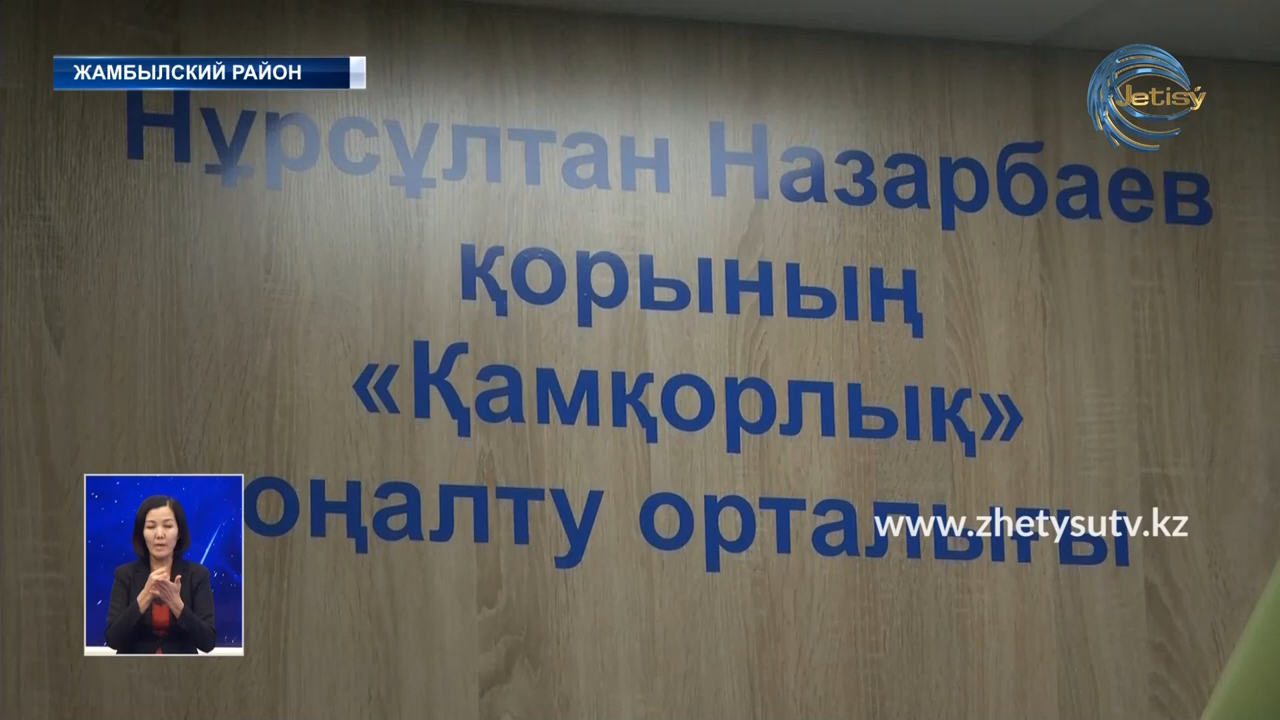 ЖАМБЫЛСКИЙ РАЙОН
Jetisý
Нұрсұлтан Назарбаев
қорының
«Қамқорлық»
оңалту орталығы
www.zhetysutv.kz